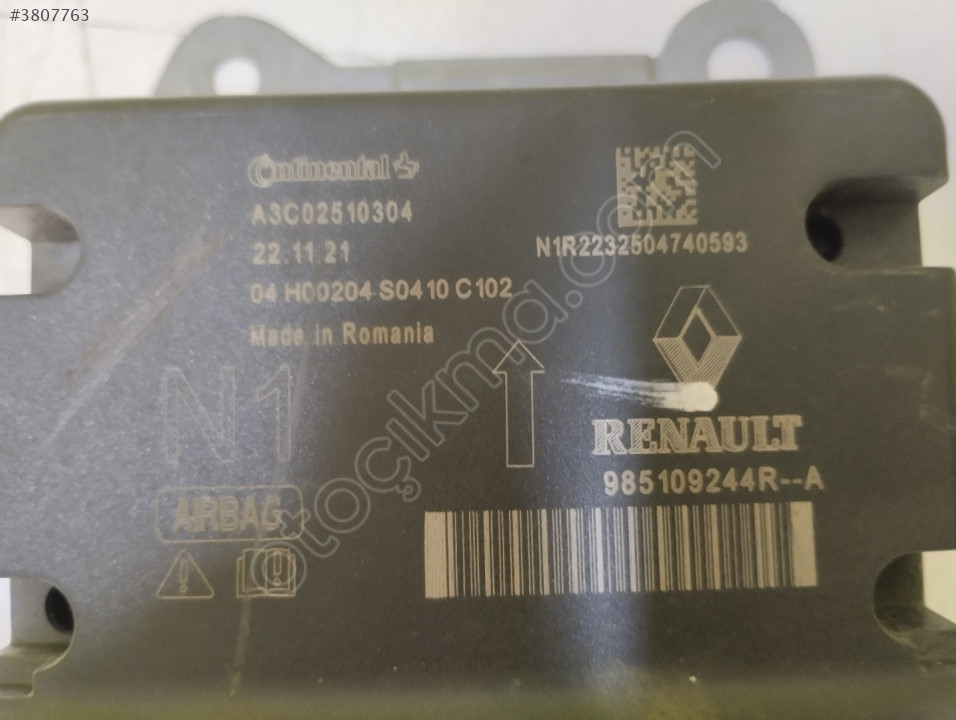 #3807763
Continental
A3C02510304
22.11.21
04 H00204 S0410 C102
Made in Romania
N1R2232504740593
N1
RENAULT
985109244R--A
AIRBAG
otoçıkma.com